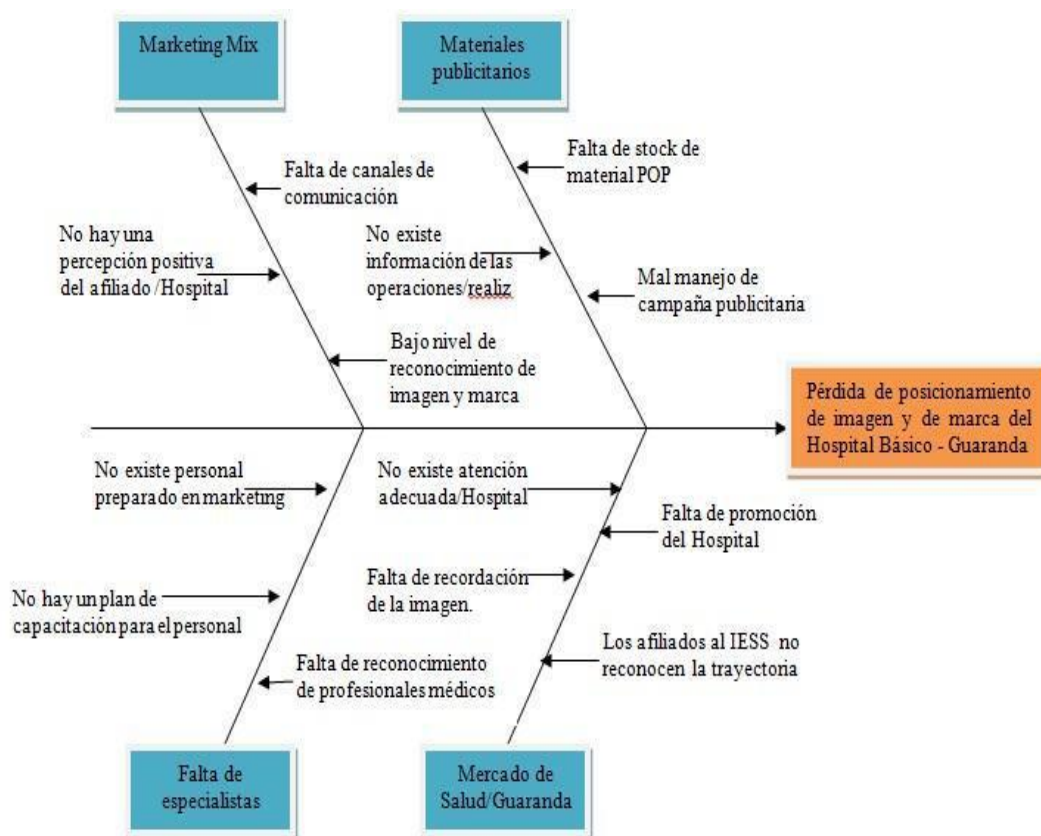 Marketing Mix
Materiales
publicitarios
Falta de canales de
comunicación
No hay una
percepción positiva
del afiliado /Hospital
Bajo nivel de
reconocimiento de
imagen y marca
Falta de stock de
material POP
No existe
información de las
operaciones/realiz
Mal manejo de
campaña publicitaria
Pérdida de posicionamiento
de imagen y de marca del
Hospital Básico - Guaranda
No existe personal
preparado en marketing
No hay un plan de
capacitación para el personal
Falta de reconocimiento
de profesionales médicos
No existe atención
adecuada/Hospital
Falta de promoción
del Hospital
Falta de recordación
de la imagen.
Los afiliados al IESS no
reconocen la trayectoria
Falta de
especialistas
Mercado de
Salud/Guaranda